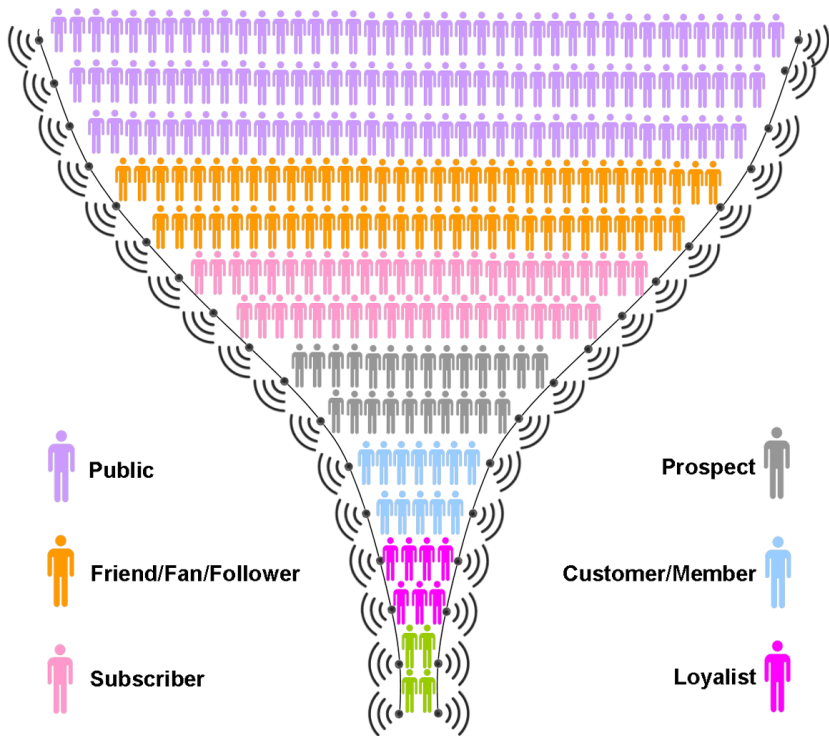 Public
Prospect
Friend/Fan/Follower
Customer/Member
Subscriber
Loyalist